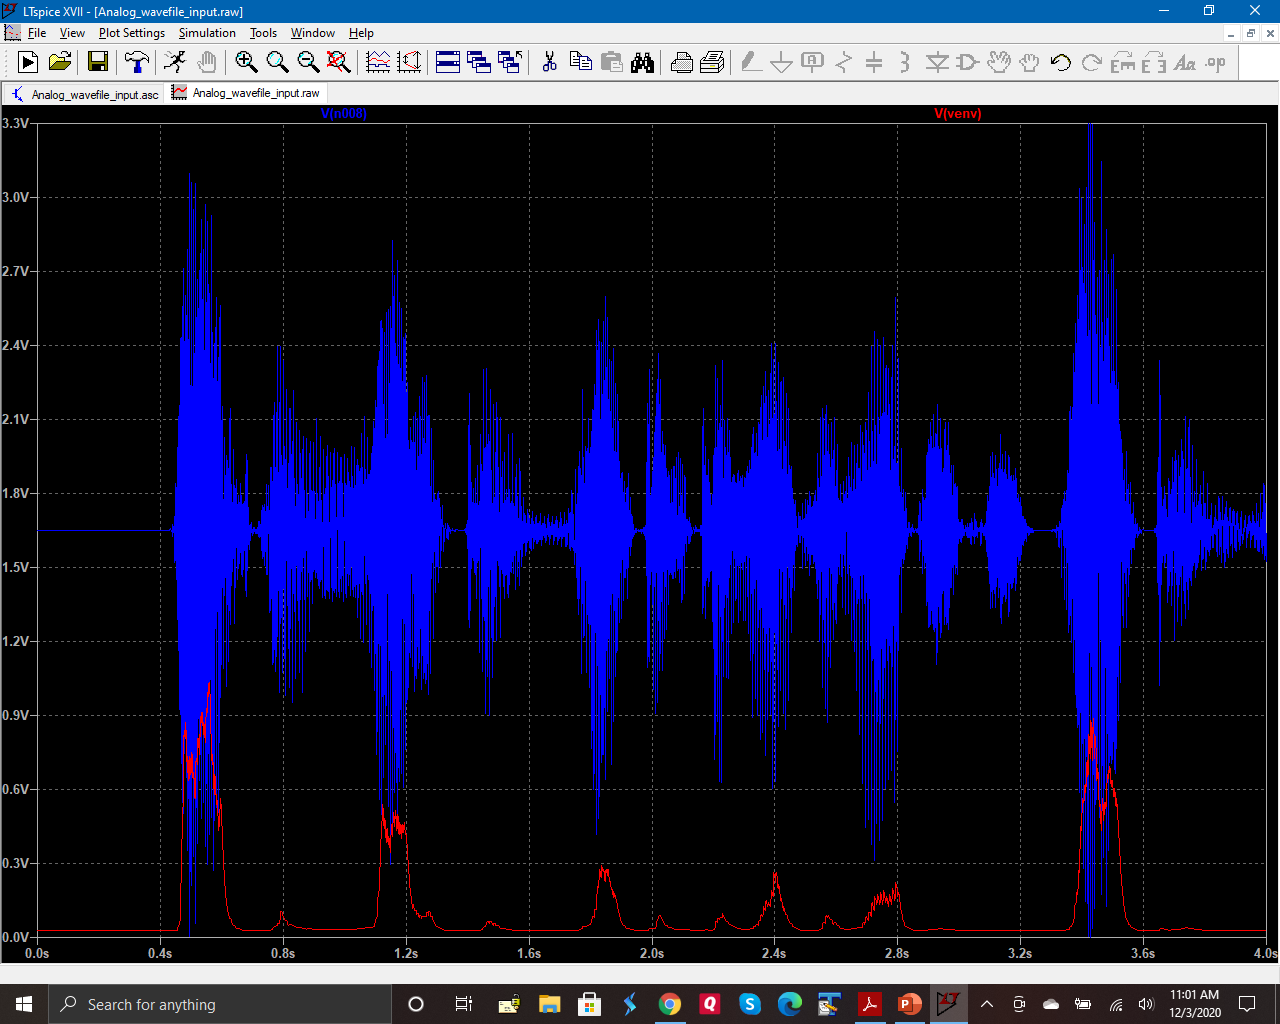 LTspice XVII - [Analog_wavefile_input.raw]
File View Plot Settings Simulation Tools Window Help
Analog_wavefile_input.asc Analog_wavefile_input.raw
V(n008) V(venv)
3.3V
3.0V
2.7V
2.4V
2.1V
1.8V
1.5V
1.2V
0.9V
0.6V
0.3V
0.0V
0.0s 0.4s 0.8s 1.2s 1.6s 2.0s 2.4s 2.8s 3.2s 3.6s 4.0s
Search for anything
11:01 AM
12/3/2020